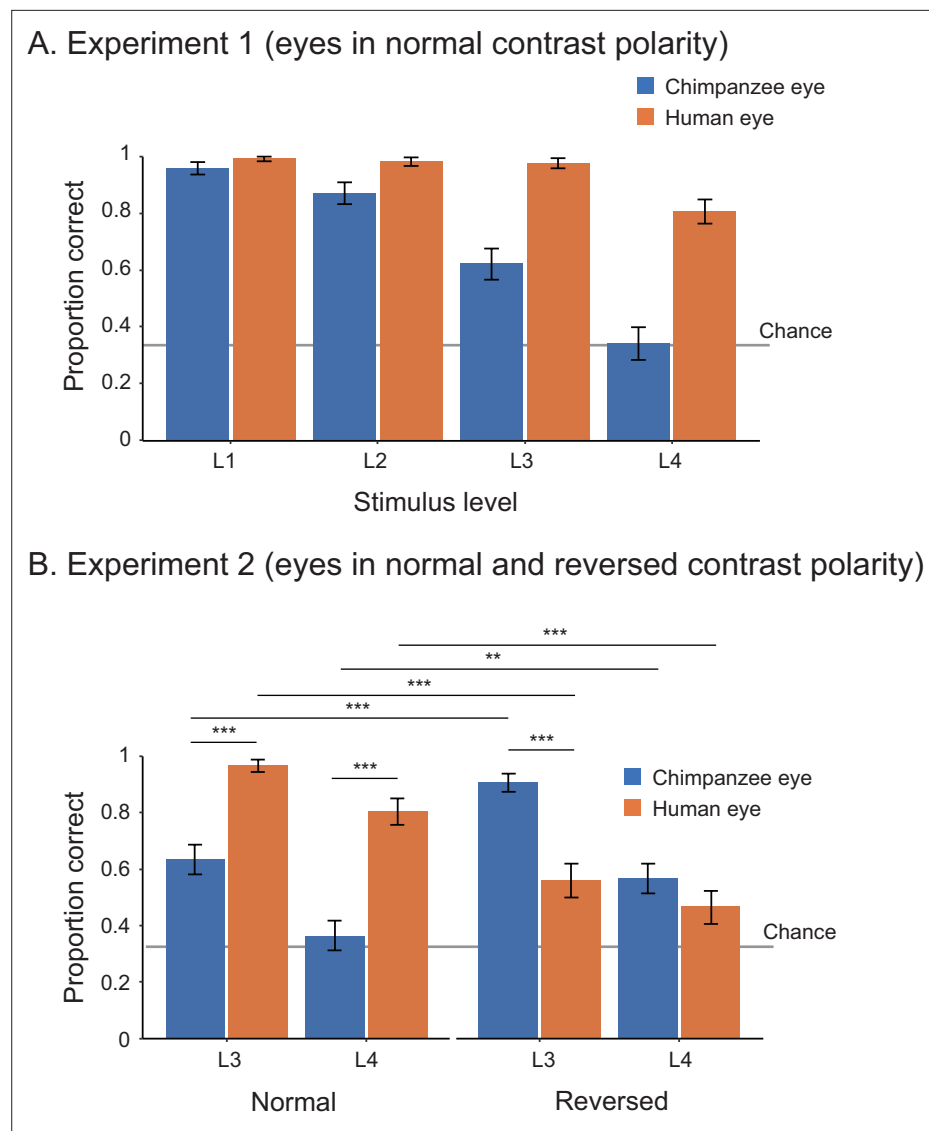 A. Experiment 1 (eyes in normal contrast polarity)
Chimpanzee eye
Human eye
Proportion correct
1
0.8
0.6
0.4
0.2
0
Chance
L1 L2 L3 L4
Stimulus level
B. Experiment 2 (eyes in normal and reversed contrast polarity)
***
**
***
***
*** *** ***
Chimpanzee eye
Human eye
Proportion correct
1
0.8
0.6
0.4
0.2
0
Chance
L3 L4 L3 L4
Normal Reversed